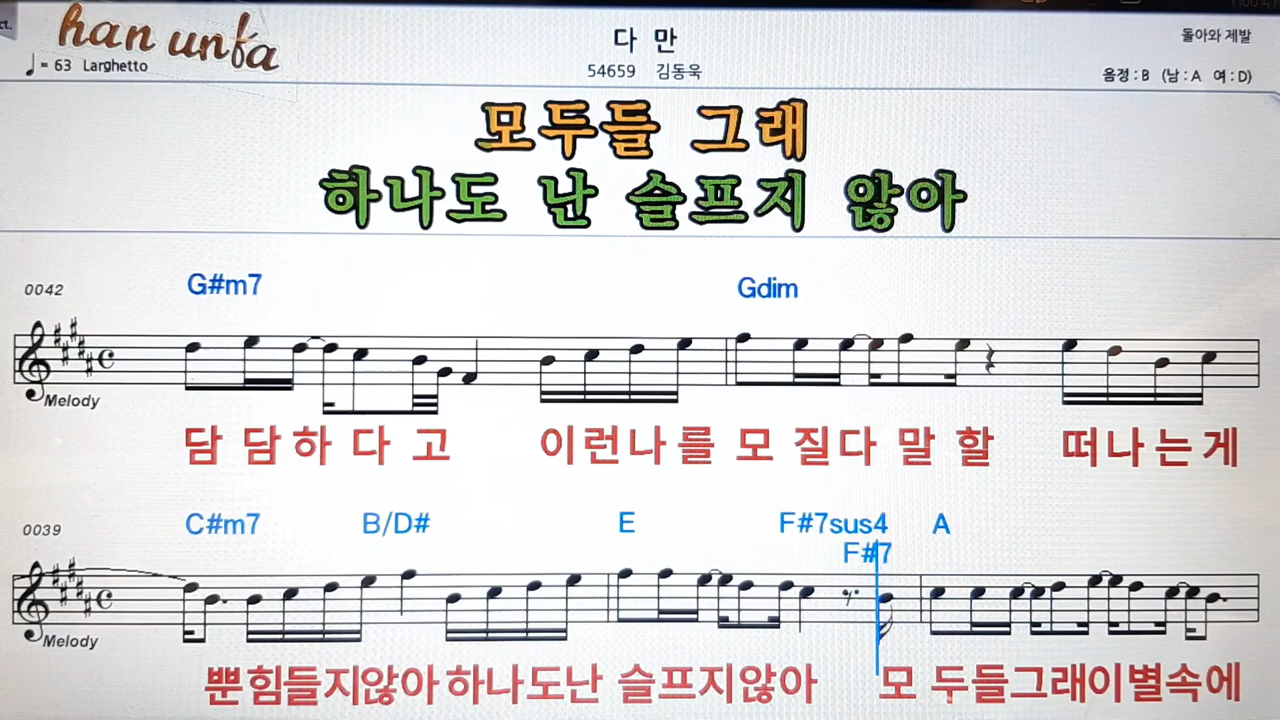 ct.
han unfa
다 만
돌아와 제발
♩= 63 Larghetto
54659 김동욱
음정 : B (남 : A 여 : D)
모두들 그래
하나도 난 슬프지 않아
0042
G#m7 Gdim
Melody
담 담 하 다 고 이런나를 모 질다 말 할 떠나는게
0039
C#m7 B/D# E F#7sus4 A
F#7
Melody
뿐힘들지않아하나도난 슬프지않아 모 두들그래이별속에